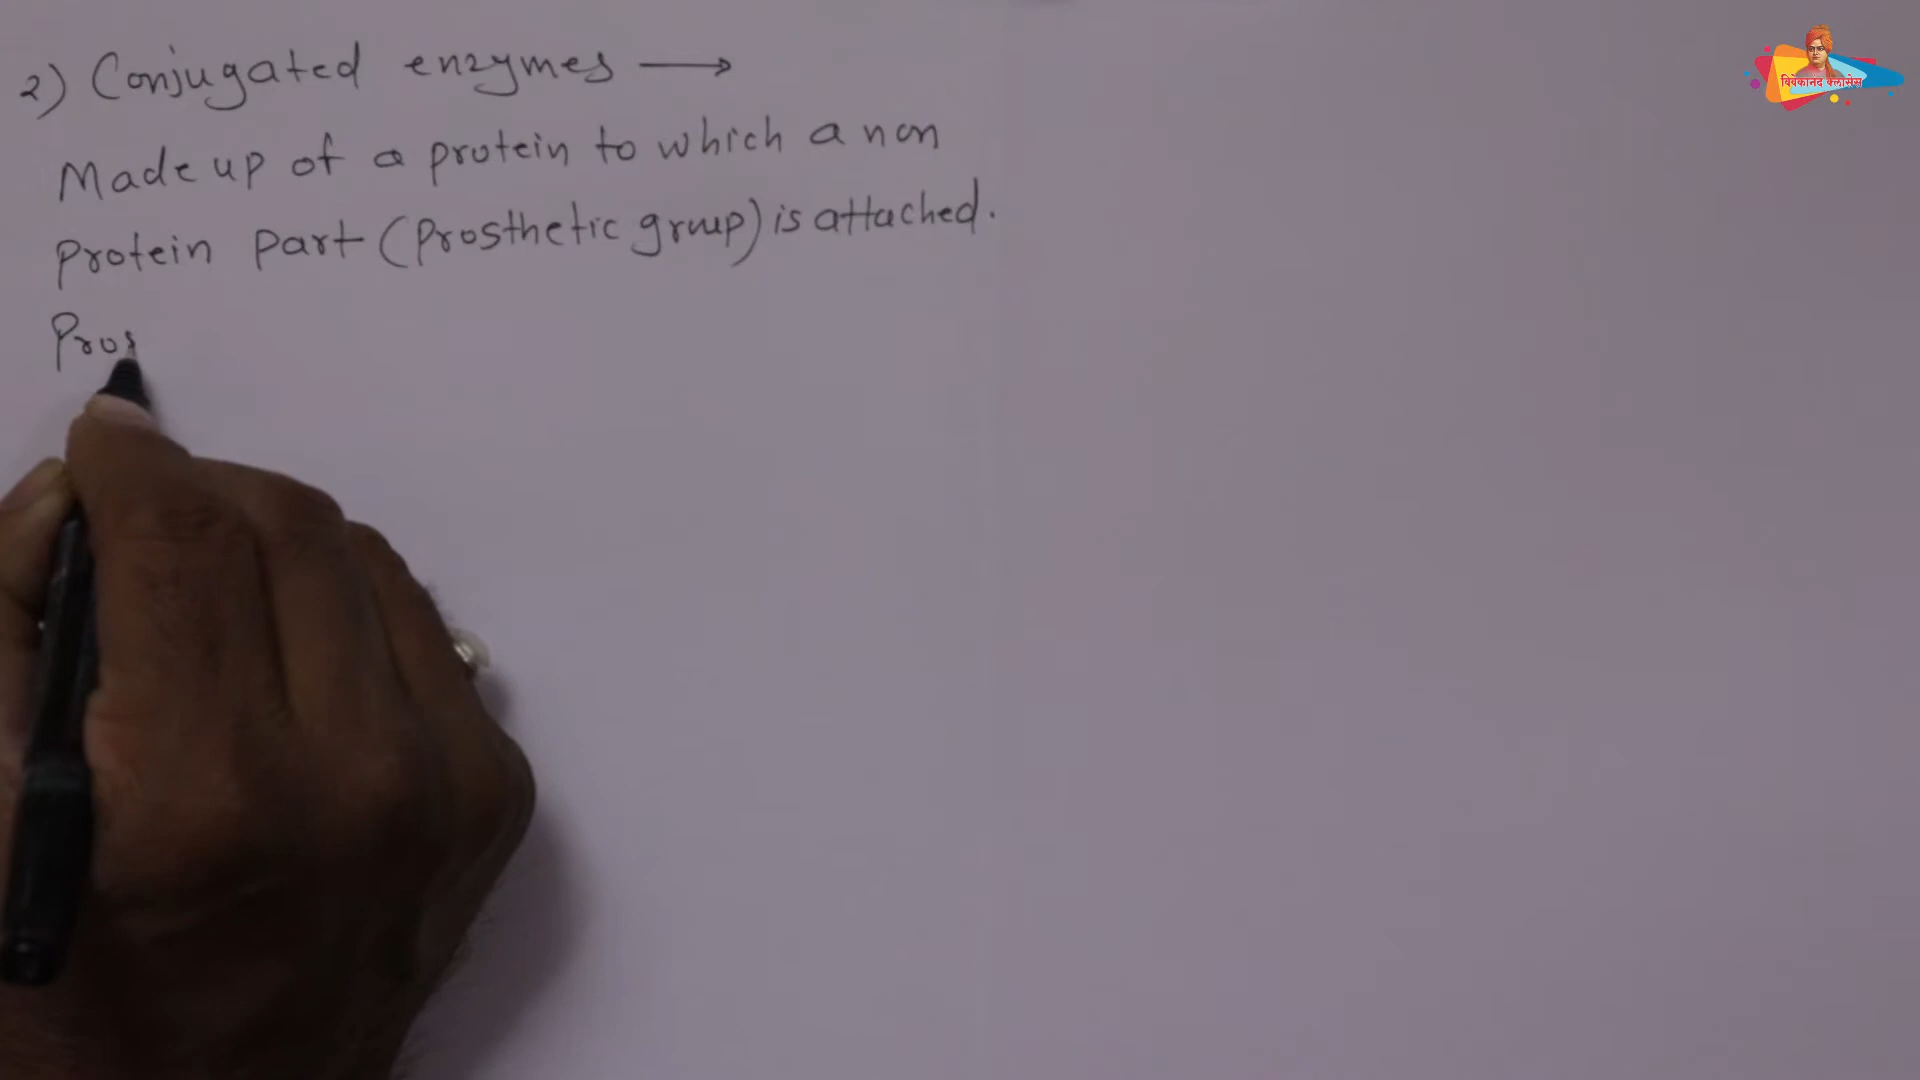 2) Conjugated enzymes →
Made up of a protein to which a non
Protein part (Prosthetic group) is attached.
Pros
विवेकानंद क्लासेस